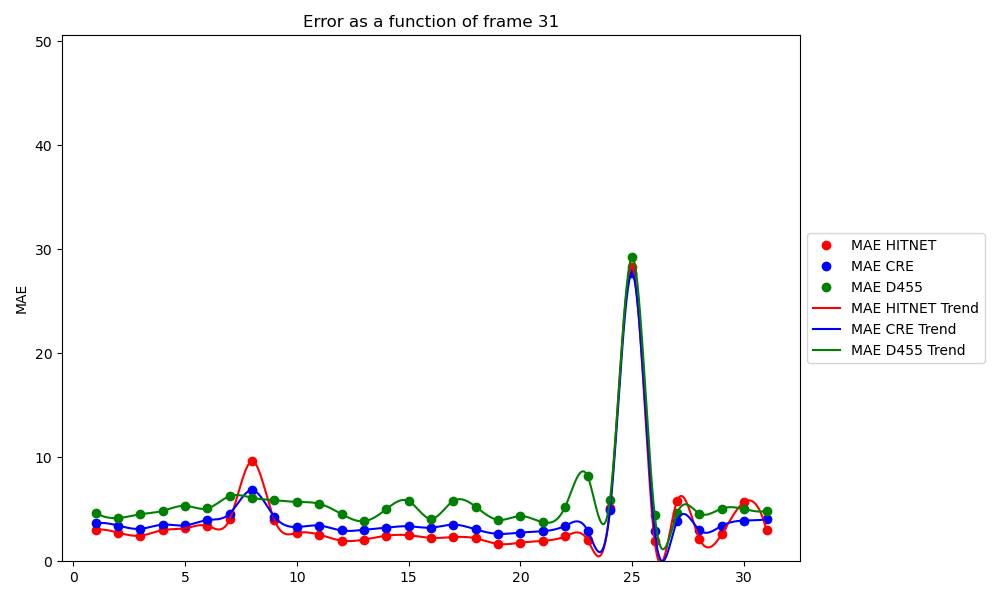 Error as a function of frame 31
MAE
50
40
30
20
10
0
0 5 10 15 20 25 30
MAE HITNET
MAE CRE
MAE D455
MAE HITNET Trend
MAE CRE Trend
MAE D455 Trend